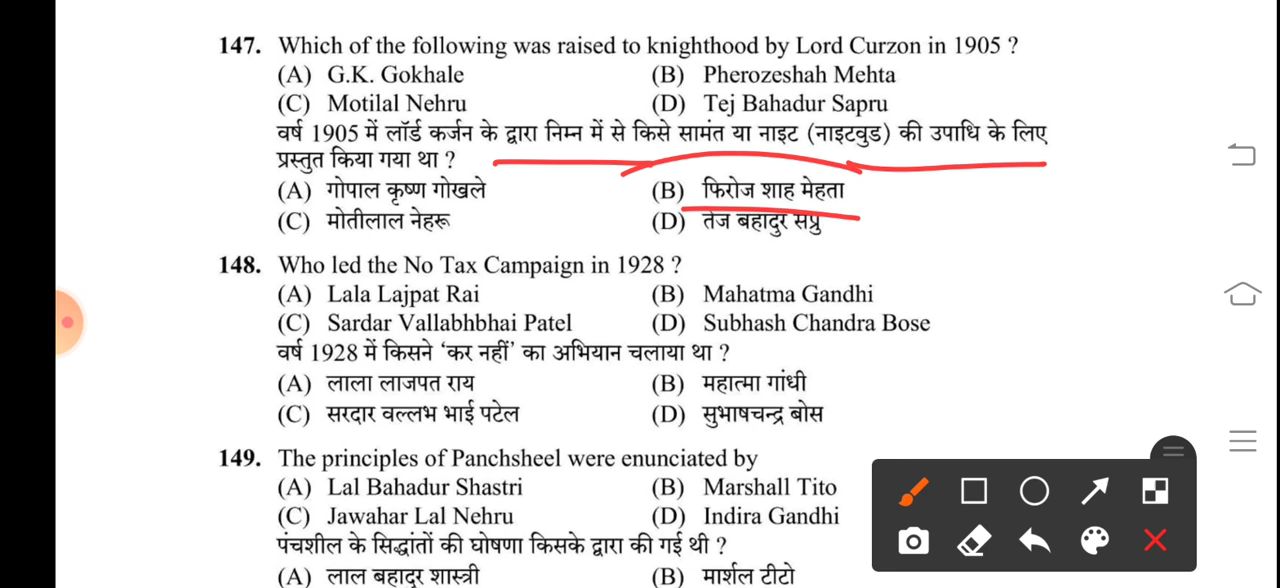 147. Which of the following was raised to knighthood by Lord Curzon in 1905 ?
(A) G.K. Gokhale (B) Pherozeshah Mehta
(C) Motilal Nehru (D) Tej Bahadur Sapru
वर्ष 1905 में लॉर्ड कर्जन के द्वारा निम्न में से किसे सामंत या नाइट (नाइटवुड) की उपाधि के लिए
प्रस्तुत किया गया था ?
(A) गोपाल कृष्ण गोखले (B) फिरोज शाह मेहता
(C) मोतीलाल नेहरू (D) तेज बहादुर सप्रु
148. Who led the No Tax Campaign in 1928 ?
(A) Lala Lajpat Rai (B) Mahatma Gandhi
(C) Sardar Vallabhbhai Patel (D) Subhash Chandra Bose
वर्ष 1928 में किसने ‘कर नहीं’ का अभियान चलाया था ?
(A) लाला लाजपत राय (B) महात्मा गांधी
(C) सरदार वल्लभ भाई पटेल (D) सुभाषचन्द्र बोस
149. The principles of Panchsheel were enunciated by
(A) Lal Bahadur Shastri (B) Marshall Tito
(C) Jawahar Lal Nehru (D) Indira Gandhi
पंचशील के सिद्धांतों की घोषणा किसके द्वारा की गई थी ?
(A) लाल बहादुर शास्त्री (B) मार्शल टीटो